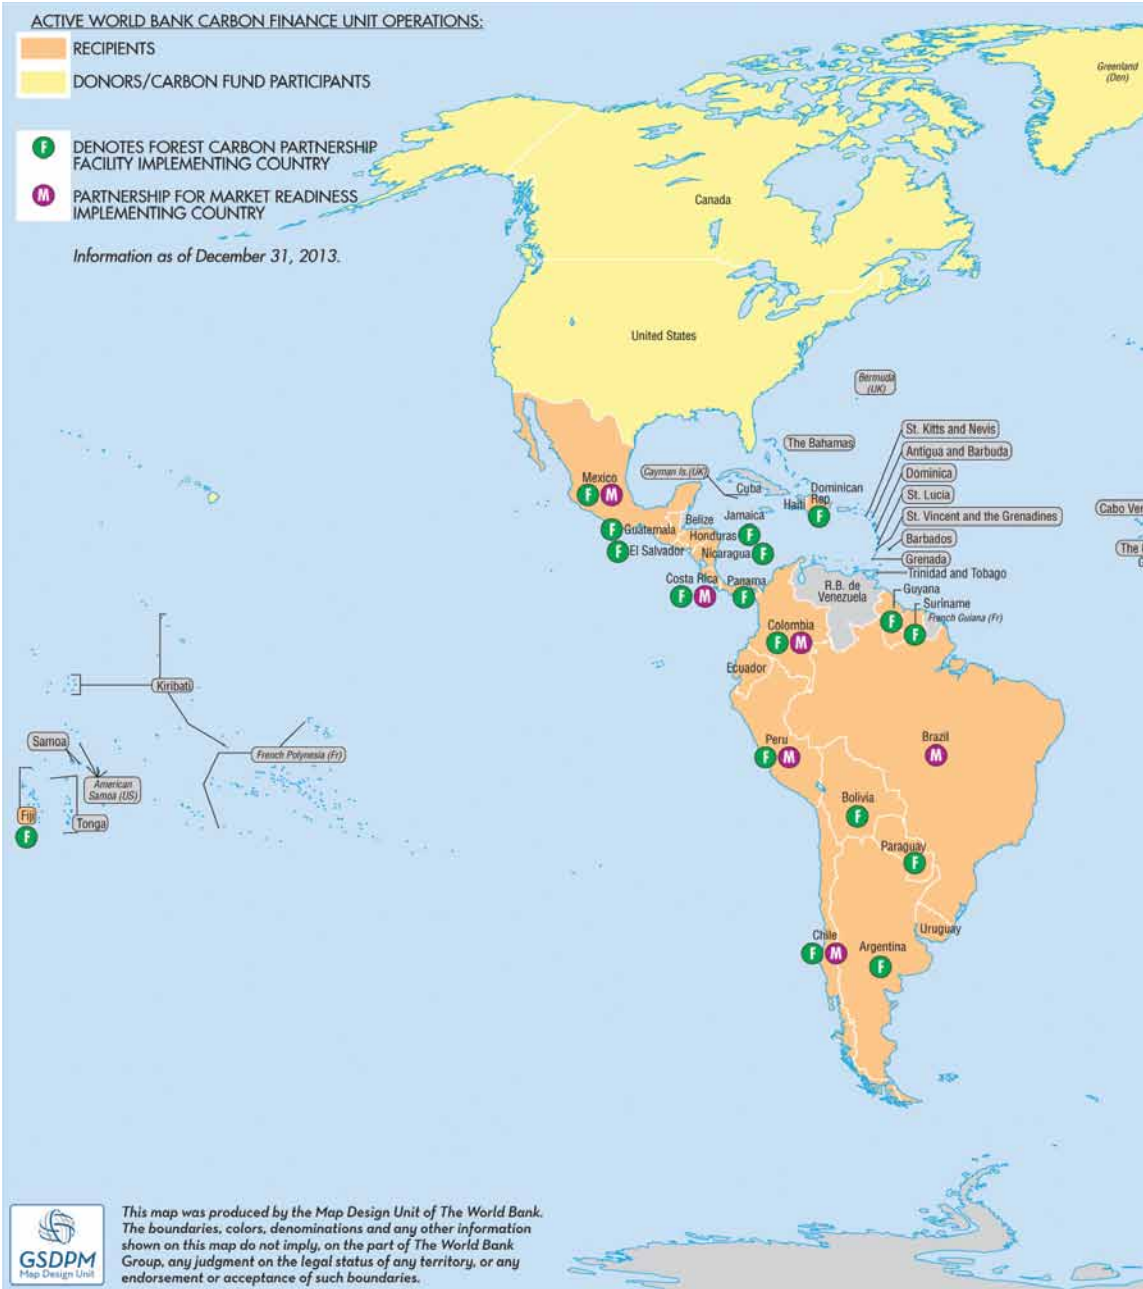 ACTIVE WORLD BANK CARBON FINANCE UNIT OPERATIONS:
RECIPIENTS
DONORS/CARBON FUND PARTICIPANTS
F
DENOTES FOREST CARBON PARTNERSHIP
FACILITY IMPLEMENTING COUNTRY
M
PARTNERSHIP FOR MARKET READINESS
IMPLEMENTING COUNTRY
Information as of December 31, 2013.
Greenland
(Den)
Canada
United States
Bermuda
(UK)
The Bahamas
St. Kitts and Nevis
Antigua and Barbuda
Dominica
St. Lucia
St. Vincent and the Grenadines
Barbados
Grenada
Trinidad and Tobago
Cayman Is.(UK)
Cuba
Haiti
Dominican
Rep
F
Mexico
F M
Belize
Jamaica
F Guatemala
Honduras F
F El Salvador
Nicaragua F
Costa Rica
F M
Panama
F
R.B. de
Venezuela
Guyana
F
Suriname
F
French Guiana (Fr)
Cabo Ver
The
G
Colombia
F M
Ecuador
Peru
F M
Brazil
M
Bolivia
F
Paraguay
F
Uruguay
Chile
F M
Argentina
F
Kiribati
Samoa
French Polynesia (Fr)
American
Samoa (US)
Fiji
F
Tonga
GSDPM
Map Design Unit
This map was produced by the Map Design Unit of The World Bank.
The boundaries, colors, denominations and any other information
shown on this map do not imply, on the part of The World Bank
Group, any judgment on the legal status of any territory, or any
endorsement or acceptance of such boundaries.